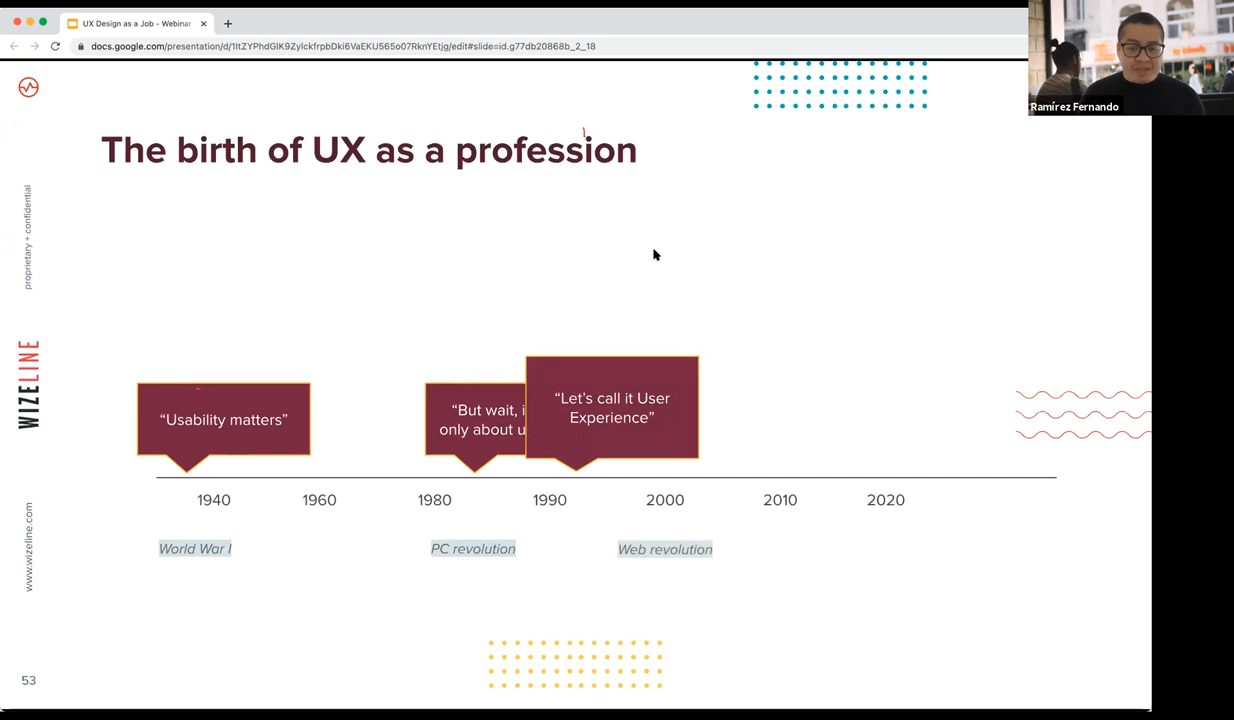 UX Design as a Job - Webinar
docs.google.com/presentation/d/1ItZYPhdGlK9ZylckfrpbDki6VaEKU565o07RknYEtjg/edit#slide=id.g77db20868b_2_18
Ramírez Fernando
The birth of UX as a profession
proprietary + confidential
WIZELINE
www.wizeline.com
“Usability matters”
“But wait, i
only about u
“Let’s call it User
Experience”
1940 1960 1980 1990 2000 2010 2020
World War I PC revolution Web revolution
53